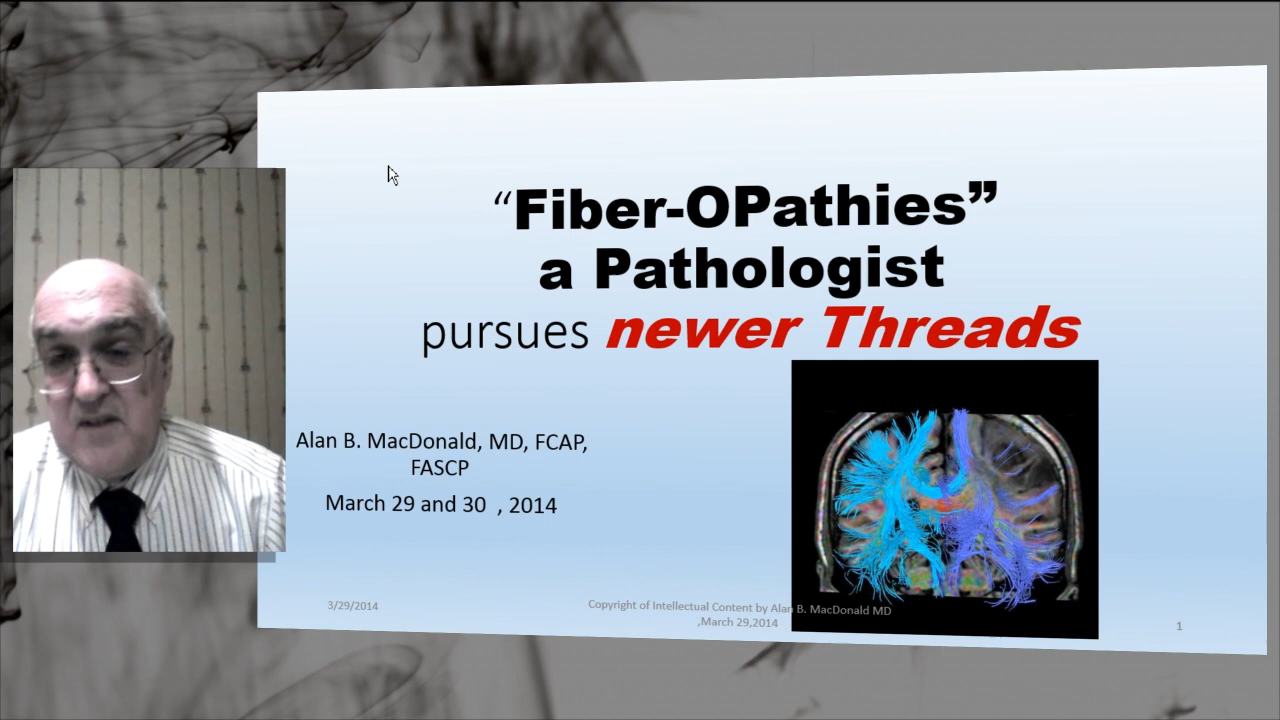 “Fiber-OPathies”
a Pathologist
pursues newer Threads
Alan B. MacDonald, MD, FCAP,
FASCP
March 29 and 30 , 2014
3/29/2014
Copyright of Intellectual Content by Alan B. MacDonald MD
,March 29,2014
1